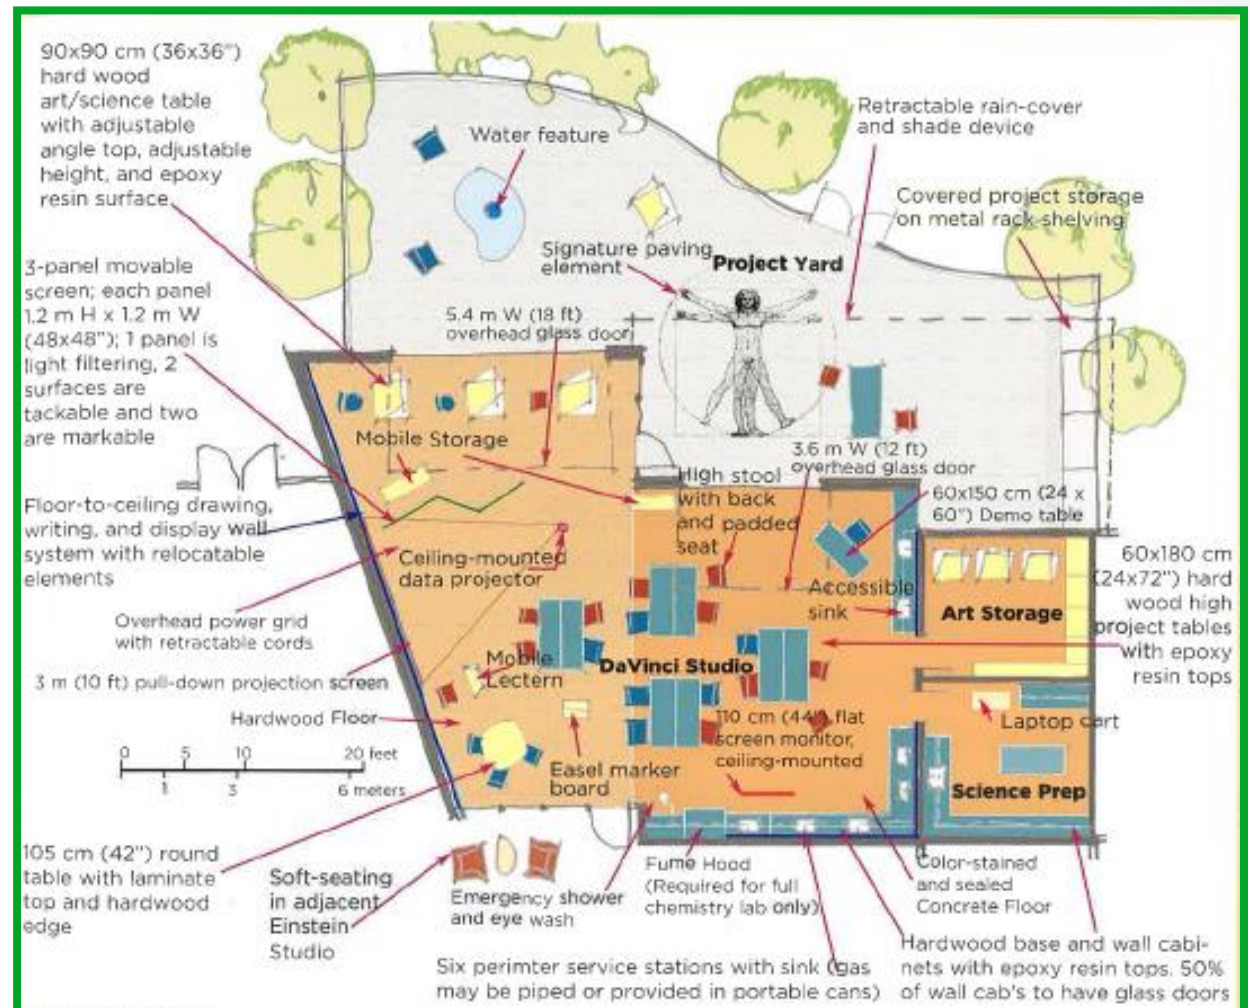 90x90 cm (36x36")
hard wood
art/science table
with adjustable
angle top, adjustable
height, and epoxy
resin surface
Water feature
Retractable rain-cover
and shade device
Covered project storage
on metal rack shelving
Signature paving
element
Project Yard
3-panel movable
screen; each panel
1.2 m H x 1.2 m W
(48x48"); 1 panel is
light filtering, 2
surfaces are
tackable and two
are markable
5.4 m W (18 ft)
overhead glass door
Mobile Storage
3.6 m W (12 ft)
overhead glass door
High stool
with back
and padded
seat
60x150 cm (24 x
60") Demo table
Floor-to-ceiling drawing,
writing, and display wall
system with relocatable
elements
Ceiling-mounted
data projector
Accessible
sink
Art Storage
60x180 cm
(24x72") hard
wood high
project tables
with epoxy
resin tops
Overhead power grid
with retractable cords
Mobile
Lectern
DaVinci Studio
3 m (10 ft) pull-down projection screen
Hardwood Floor
110 cm (44") flat
screen monitor,
ceiling-mounted
Laptop cart
0 5 10 20 feet
1 3 6 meters
Easel marker
board
Science Prep
105 cm (42") round
table with laminate
top and hardwood
edge
Soft-seating
in adjacent
Einstein
Studio
Emergency shower
and eye wash
Fume Hood
(Required for full
chemistry lab only)
Color-stained
and sealed
Concrete Floor
Six perimter service stations with sink (gas
may be piped or provided in portable cans)
Hardwood base and wall cabi-
nets with epoxy resin tops. 50%
of wall cab's to have glass doors